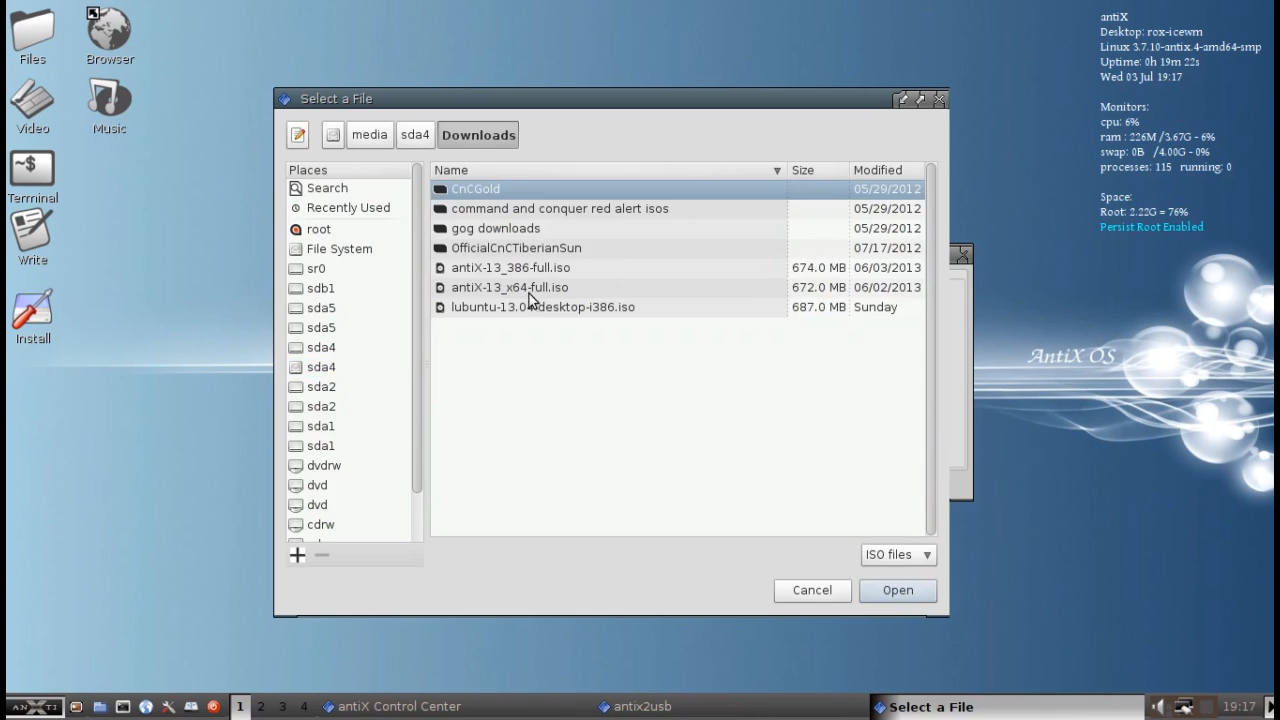 Files
Browser
Video
Music
~$
Terminal
Write
Install
antiX
Desktop: rox-icewm
Linux 3.7.10-antix.4-amd64-smp
Uptime: 0h 19m 22s
Wed 03 Jul 19:17
Monitors:
cpu: 6%
ram : 226M /3.67G - 6%
swap: 0B /4.00G - 0%
processes: 115 running: 0
Space:
Root: 2.22G = 76%
Persist Root Enabled
AntiX OS
Select a File
media sda4 Downloads
Places
Search
Recently Used
root
File System
sr0
sdb1
sda5
sda5
sda4
sda4
sda2
sda2
sda1
sda1
dvdrw
dvd
dvd
cdrw
Name Size Modified
CnCGold 05/29/2012
command and conquer red alert isos 05/29/2012
gog downloads 05/29/2012
OfficialCnCTiberianSun 07/17/2012
antiX-13_386-full.iso 674.0 MB 06/03/2013
antiX-13_x64-full.iso 672.0 MB 06/02/2013
lubuntu-13.04-desktop-i386.iso 687.0 MB Sunday
ISO files
Cancel Open
ANXTI 1 2 3 4 antiX Control Center antix2usb Select a File 19:17